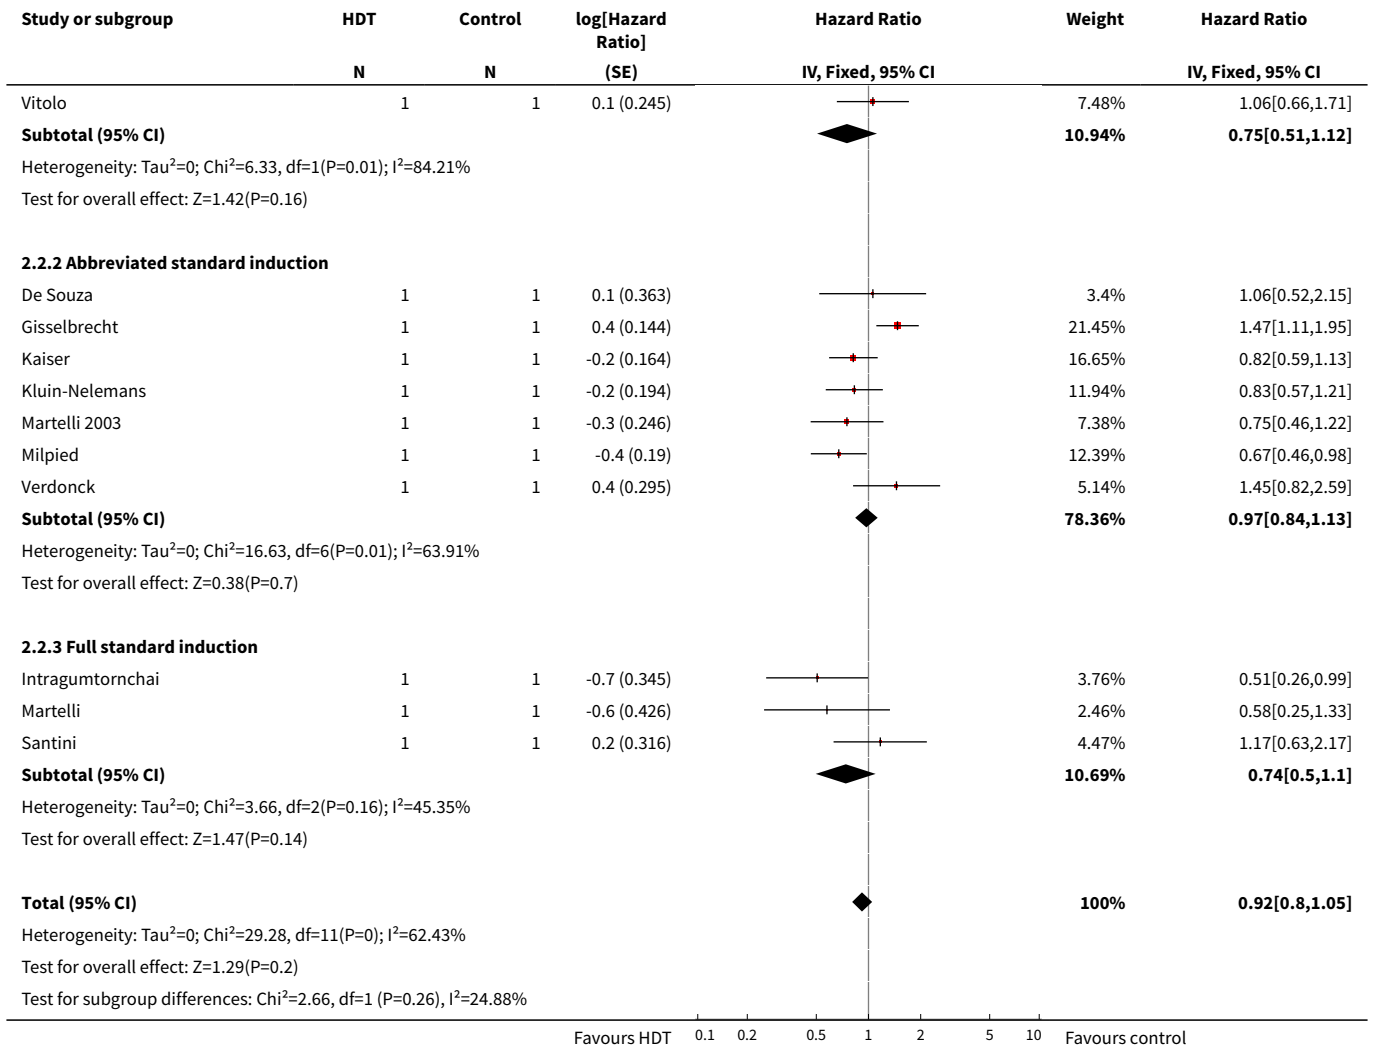 Study or subgroup HDT Control log[Hazard Ratio] Hazard Ratio Weight Hazard Ratio
N N (SE) IV, Fixed, 95% CI IV, Fixed, 95% CI
Vitolo 1 1 0.1 (0.245) 7.48% 1.06[0.66,1.71]
Subtotal (95% CI) 10.94% 0.75[0.51,1.12]
Heterogeneity: Tau²=0; Chi²=6.33, df=1(P=0.01); I²=84.21%
Test for overall effect: Z=1.42(P=0.16)
2.2.2 Abbreviated standard induction
De Souza 1 1 0.1 (0.363) 3.4% 1.06[0.52,2.15]
Gisselbrecht 1 1 0.4 (0.144) 21.45% 1.47[1.11,1.95]
Kaiser 1 1 -0.2 (0.164) 16.65% 0.82[0.59,1.13]
Kluin-Nelemans 1 1 -0.2 (0.194) 11.94% 0.83[0.57,1.21]
Martelli 2003 1 1 -0.3 (0.246) 7.38% 0.75[0.46,1.22]
Milpied 1 1 -0.4 (0.19) 12.39% 0.67[0.46,0.98]
Verdonck 1 1 0.4 (0.295) 5.14% 1.45[0.82,2.59]
Subtotal (95% CI) 78.36% 0.97[0.84,1.13]
Heterogeneity: Tau²=0; Chi²=16.63, df=6(P=0.01); I²=63.91%
Test for overall effect: Z=0.38(P=0.7)
2.2.3 Full standard induction
Intragumtornchai 1 1 -0.7 (0.345) 3.76% 0.51[0.26,0.99]
Martelli 1 1 -0.6 (0.426) 2.46% 0.58[0.25,1.33]
Santini 1 1 0.2 (0.316) 4.47% 1.17[0.63,2.17]
Subtotal (95% CI) 10.69% 0.74[0.5,1.1]
Heterogeneity: Tau²=0; Chi²=3.66, df=2(P=0.16); I²=45.35%
Test for overall effect: Z=1.47(P=0.14)
Total (95% CI) 100% 0.92[0.8,1.05]
Heterogeneity: Tau²=0; Chi²=29.28, df=11(P=0); I²=62.43%
Test for overall effect: Z=1.29(P=0.2)
Test for subgroup differences: Chi²=2.66, df=1 (P=0.26), I²=24.88%
Favours HDT 0.1 0.2 0.5 1 2 5 10 Favours control